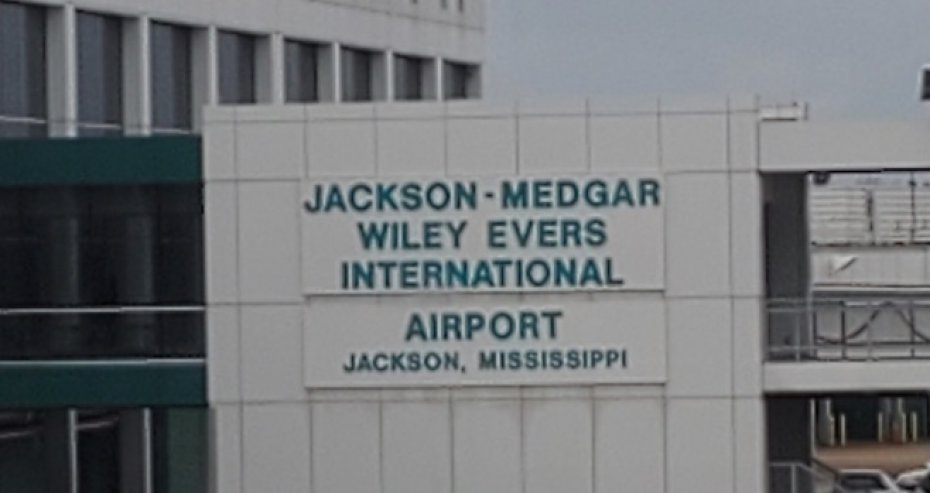 JACKSON-MEDGAR
WILEY EVERS
INTERNATIONAL
AIRPORT
JACKSON, MISSISSIPPI